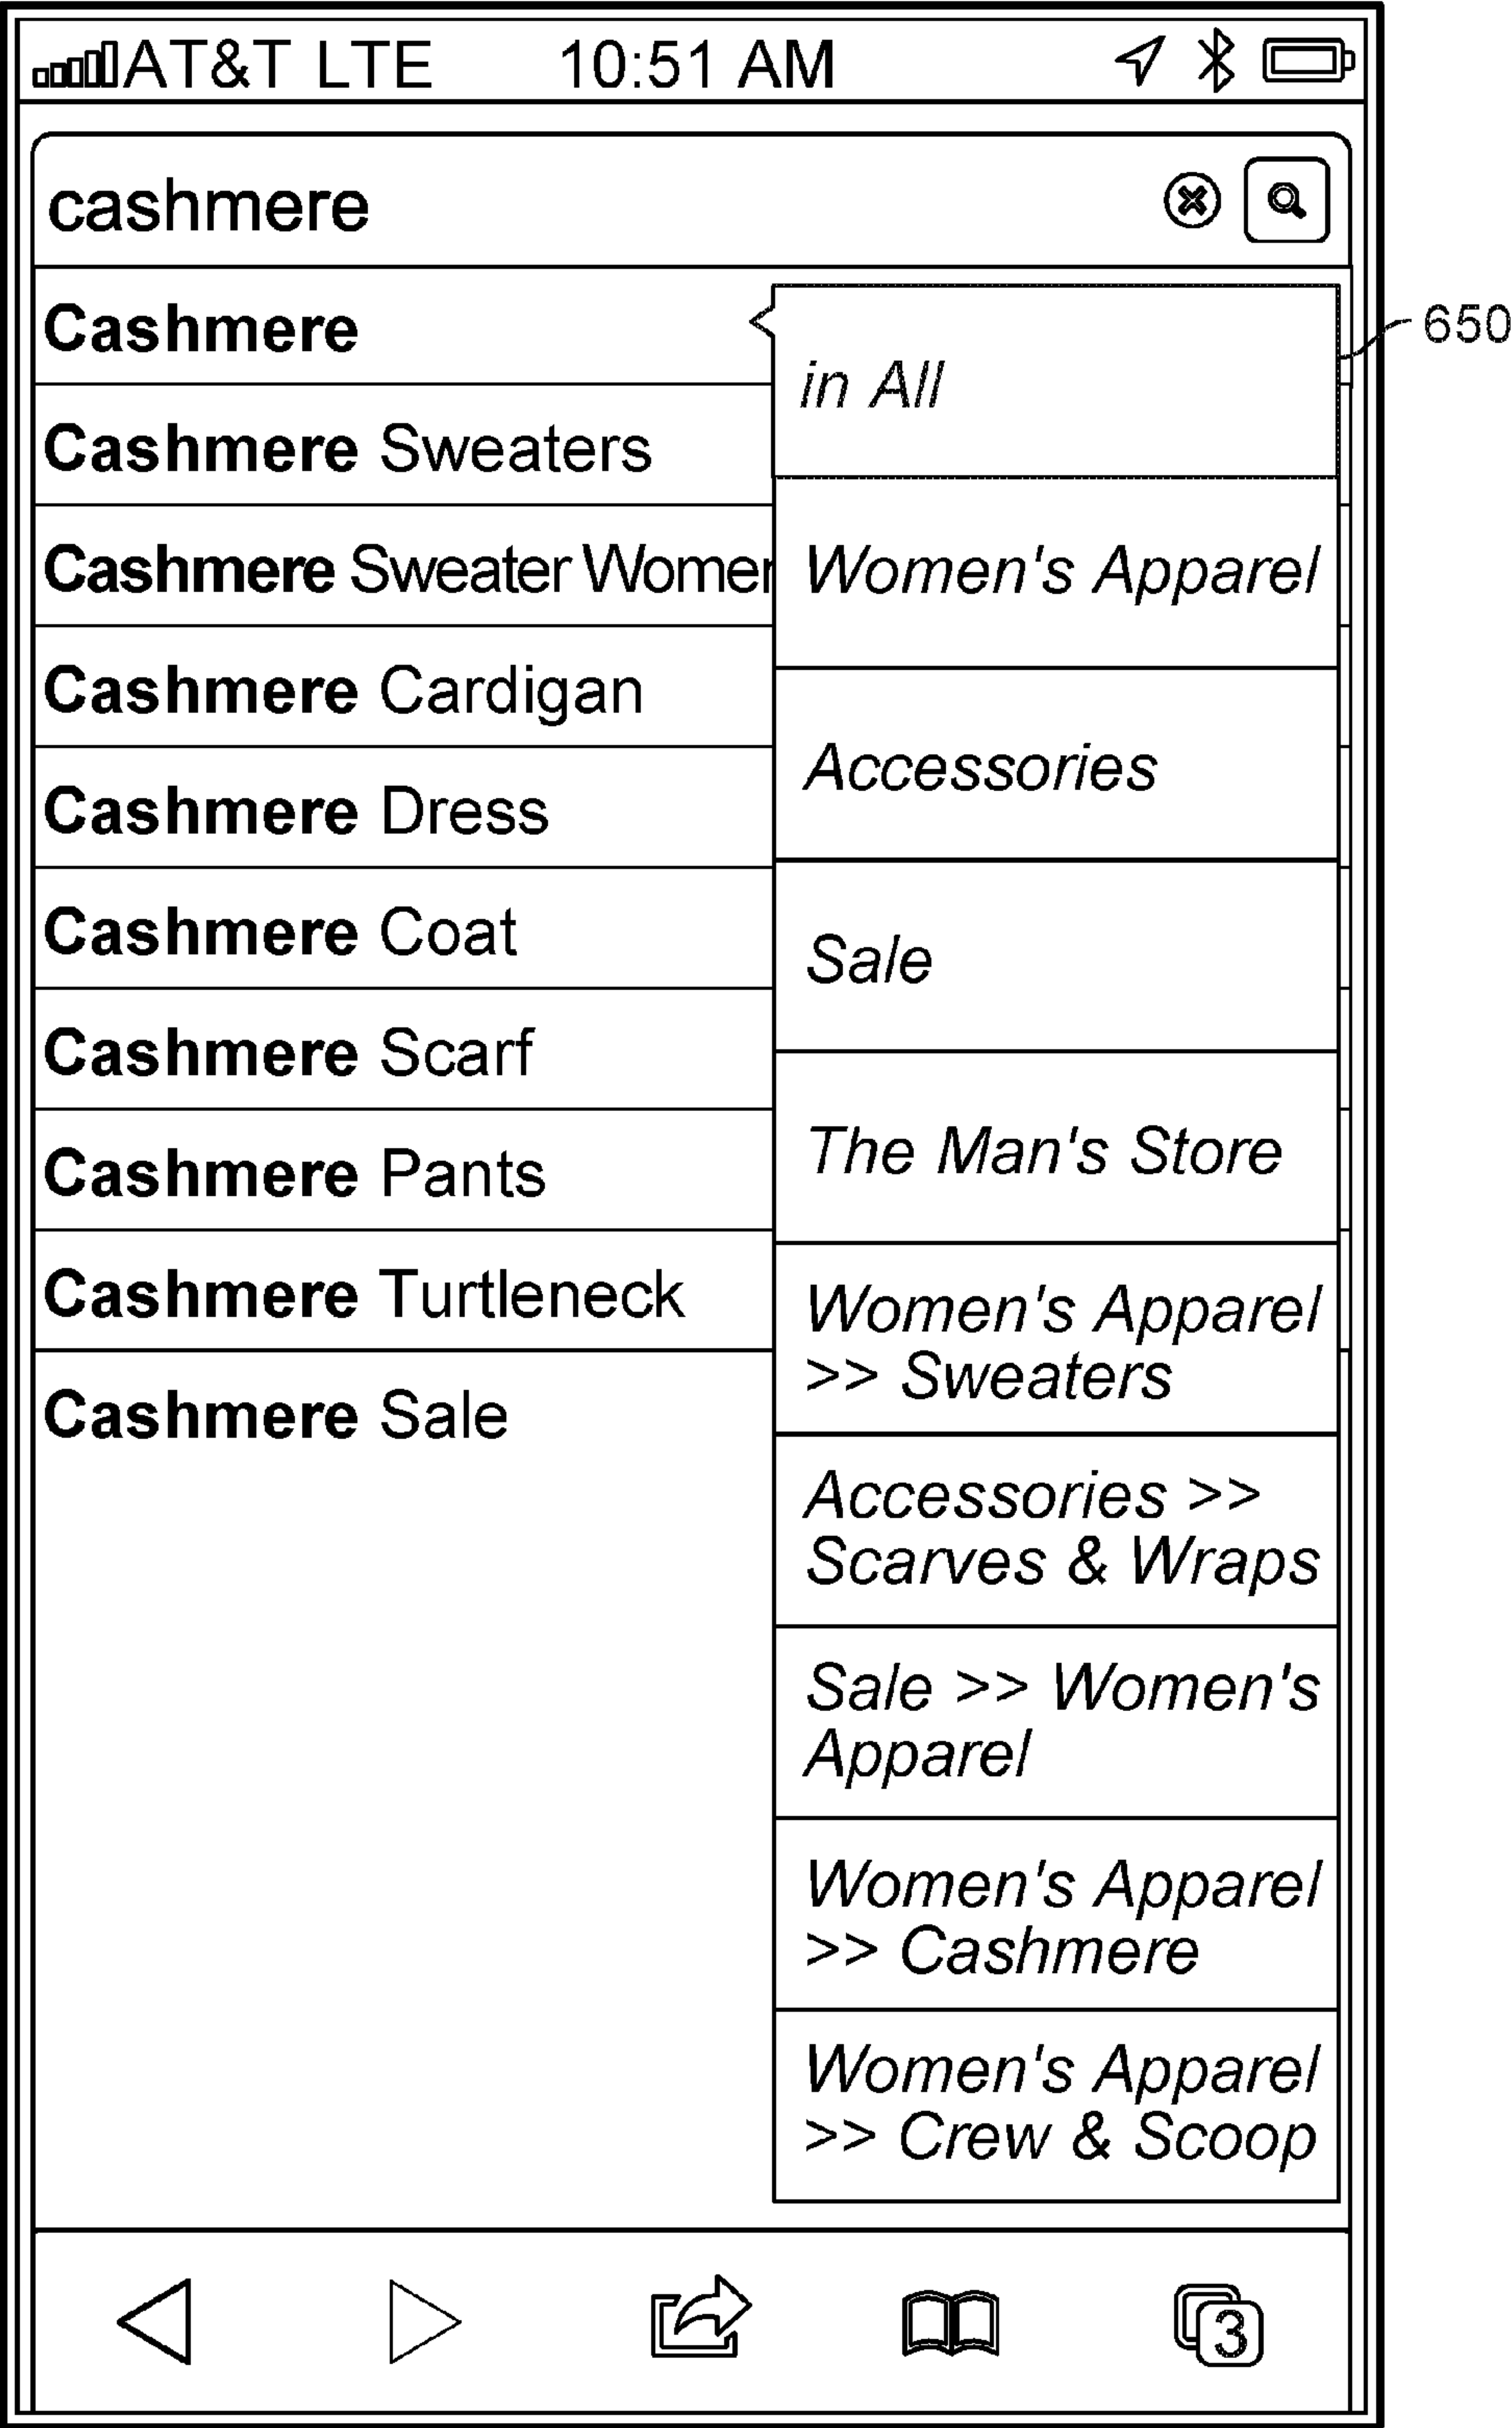 AT&T LTE 10:51 AM
cashmere
Cashmere
Cashmere Sweaters
Cashmere Sweater Women
Cashmere Cardigan
Cashmere Dress
Cashmere Coat
Cashmere Scarf
Cashmere Pants
Cashmere Turtleneck
Cashmere Sale
in All
Women's Apparel
Accessories
Sale
The Man's Store
Women's Apparel
>> Sweaters
Accessories >>
Scarves & Wraps
Sale >> Women's
Apparel
Women's Apparel
>> Cashmere
Women's Apparel
>> Crew & Scoop
650
3